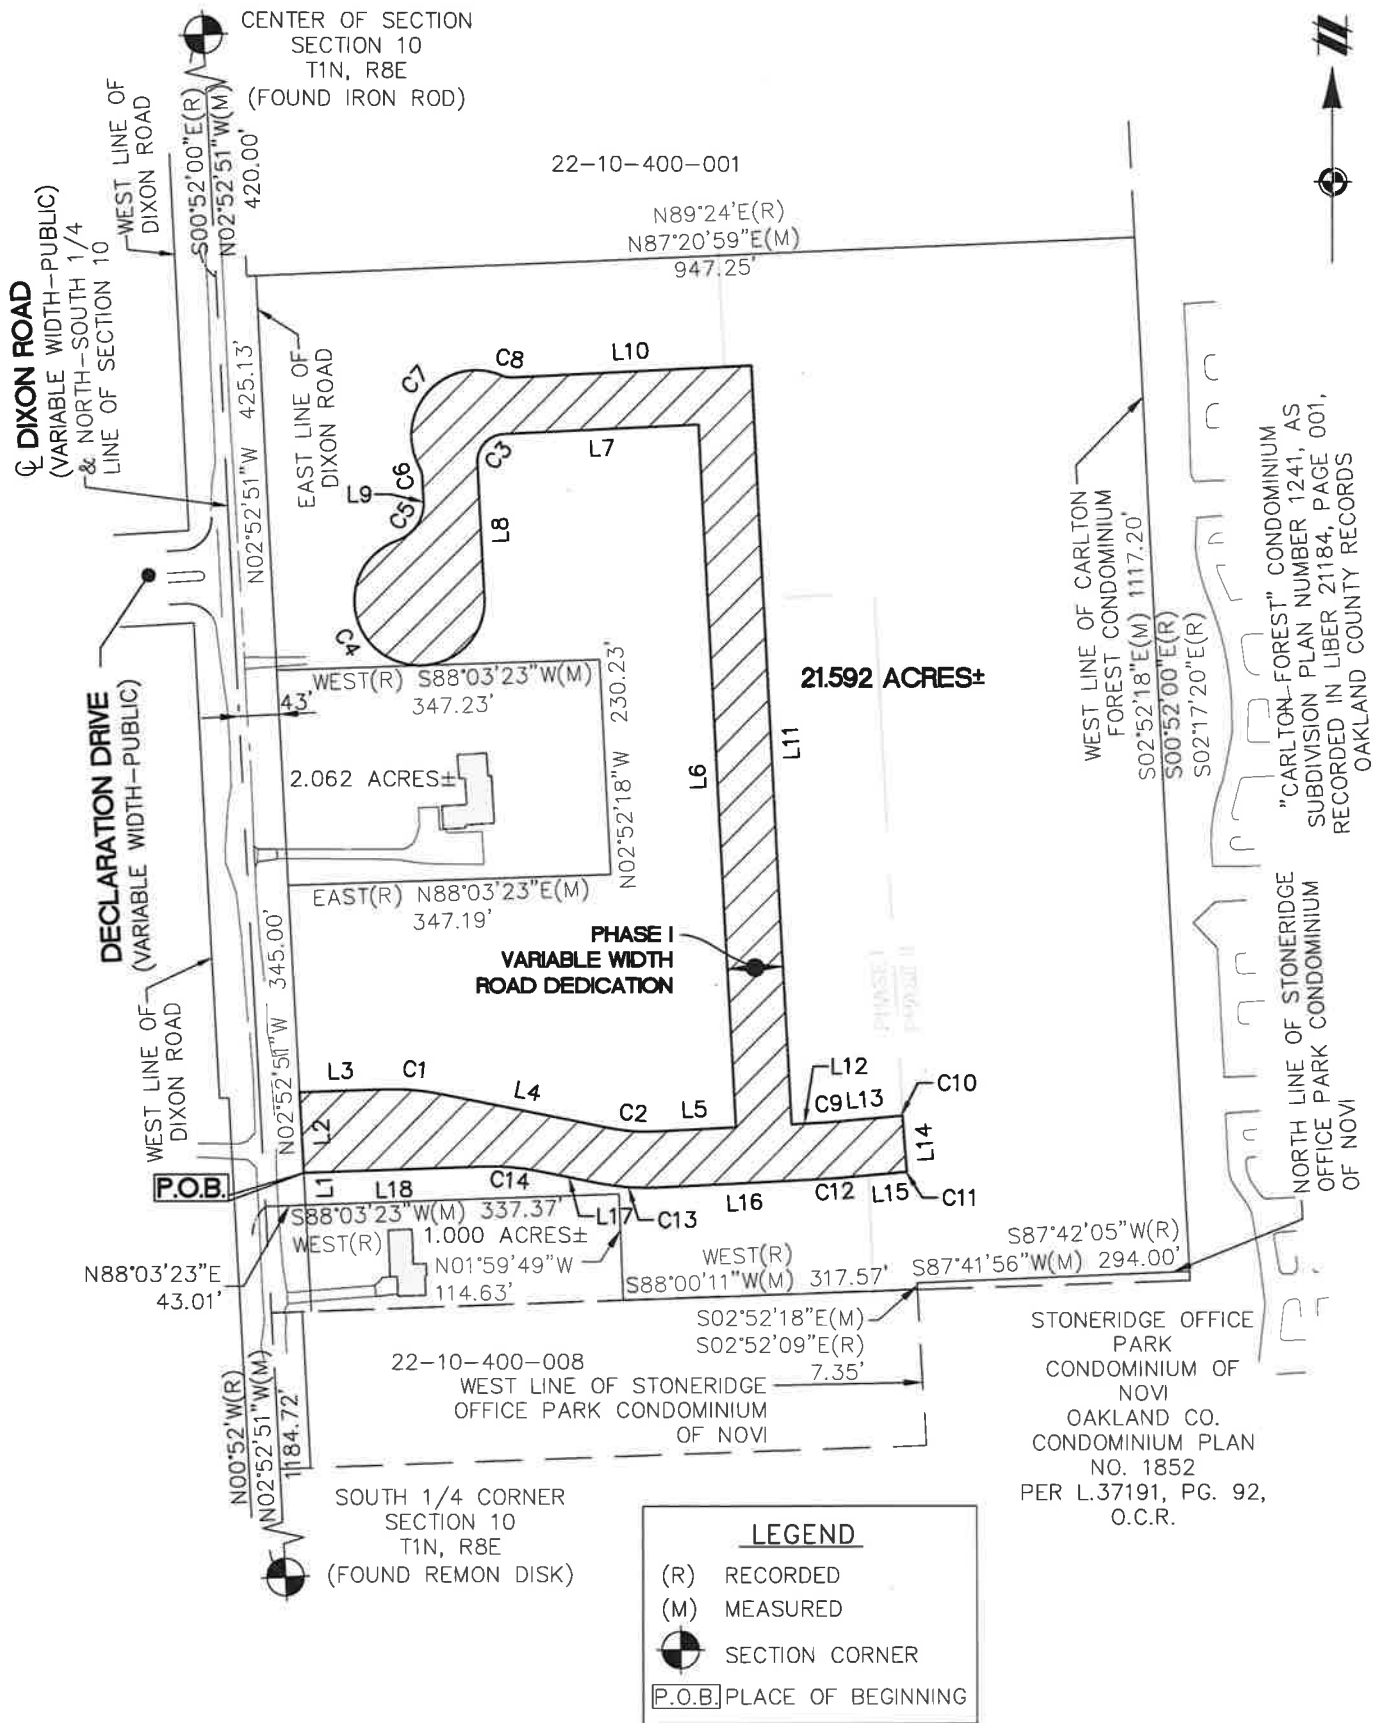 CENTER OF SECTION
SECTION 10
T1N, R8E
(FOUND IRON ROD)
WEST LINE OF
DIXON ROAD
S00°52'00"E(R)
N02°52'51"W(M)
420.00'
22-10-400-001
N89°24'E(R)
N87°20'59"E(M)
947.25'
℄ DIXON ROAD
(VARIABLE WIDTH-PUBLIC)
& NORTH-SOUTH 1/4
LINE OF SECTION 10
N02°52'51"W 425.13'
EAST LINE OF
DIXON ROAD
C7
C8
L10
C3
L7
C6
L9
C5
L8
C4
WEST(R) S88°03'23"W(M)
347.23'
43'
230.23'
N02°52'18"W
2.062 ACRES±
21.592 ACRES±
L6
L11
WEST LINE OF CARLTON
FOREST CONDOMINIUM
S02°52'18"E(M) 1117.20'
S00°52'00"E(R)
S02°17'20"E(R)
"CARLTON-FOREST" CONDOMINIUM
SUBDIVISION PLAN NUMBER 1241, AS
RECORDED IN LIBER 21184, PAGE 001,
OAKLAND COUNTY RECORDS
DECLARATION DRIVE
(VARIABLE WIDTH-PUBLIC)
EAST(R) N88°03'23"E(M)
347.19'
PHASE I
VARIABLE WIDTH
ROAD DEDICATION
PHASE I
PHASE II
WEST LINE OF
DIXON ROAD
N02°52'51"W 345.00'
L3
C1
L4
C2
L5
L12
C9
L13
C10
L2
L14
P.O.B.
L1
L18
C14
L17
C13
L16
C12
L15
C11
S88°03'23"W(M) 337.37'
WEST(R)
1.000 ACRES±
N01°59'49"W
114.63'
N88°03'23"E
43.01'
WEST(R)
S88°00'11"W(M) 317.57'
S87°42'05"W(R)
S87°41'56"W(M) 294.00'
NORTH LINE OF STONERIDGE
OFFICE PARK CONDOMINIUM
OF NOVI
S02°52'18"E(M)
S02°52'09"E(R)
7.35'
22-10-400-008
WEST LINE OF STONERIDGE
OFFICE PARK CONDOMINIUM
OF NOVI
STONERIDGE OFFICE
PARK
CONDOMINIUM OF
NOVI
OAKLAND CO.
CONDOMINIUM PLAN
NO. 1852
PER L.37191, PG. 92,
O.C.R.
N00°52'W(R)
N02°52'51"W(M)
1184.72'
SOUTH 1/4 CORNER
SECTION 10
T1N, R8E
(FOUND REMON DISK)
LEGEND
(R) RECORDED
(M) MEASURED
SECTION CORNER
P.O.B. PLACE OF BEGINNING